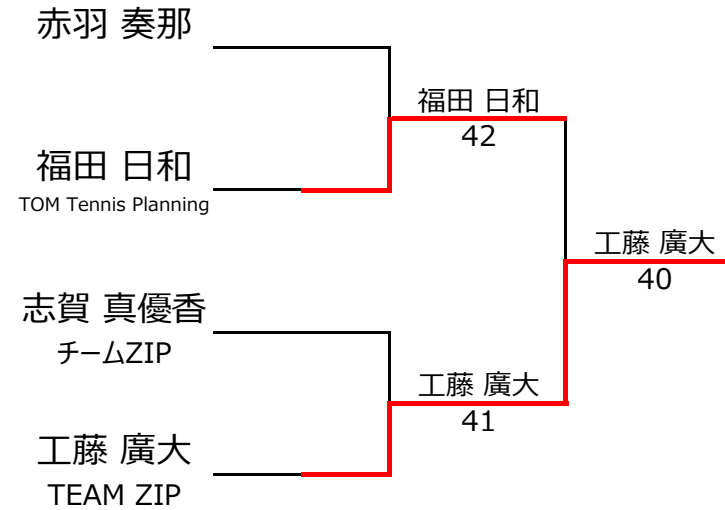 赤羽 奏那
福田 日和
42
福田 日和
TOM Tennis Planning
工藤 廣大
40
志賀 真優香
チームZIP
工藤 廣大
41
工藤 廣大
TEAM ZIP